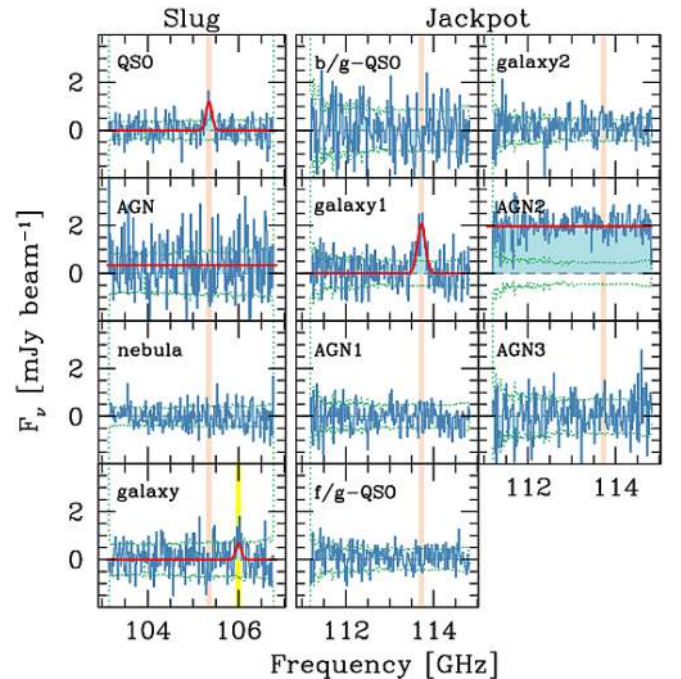 Slug Jackpot
QSO b/g-QSO galaxy2
2
0
AGN galaxy1 AGN2
2
0
nebula AGN1 AGN3
2
0
112 114
galaxy f/g-QSO
2
0
104 106 112 114
Frequency [GHz]
Fν [mJy beam⁻¹]